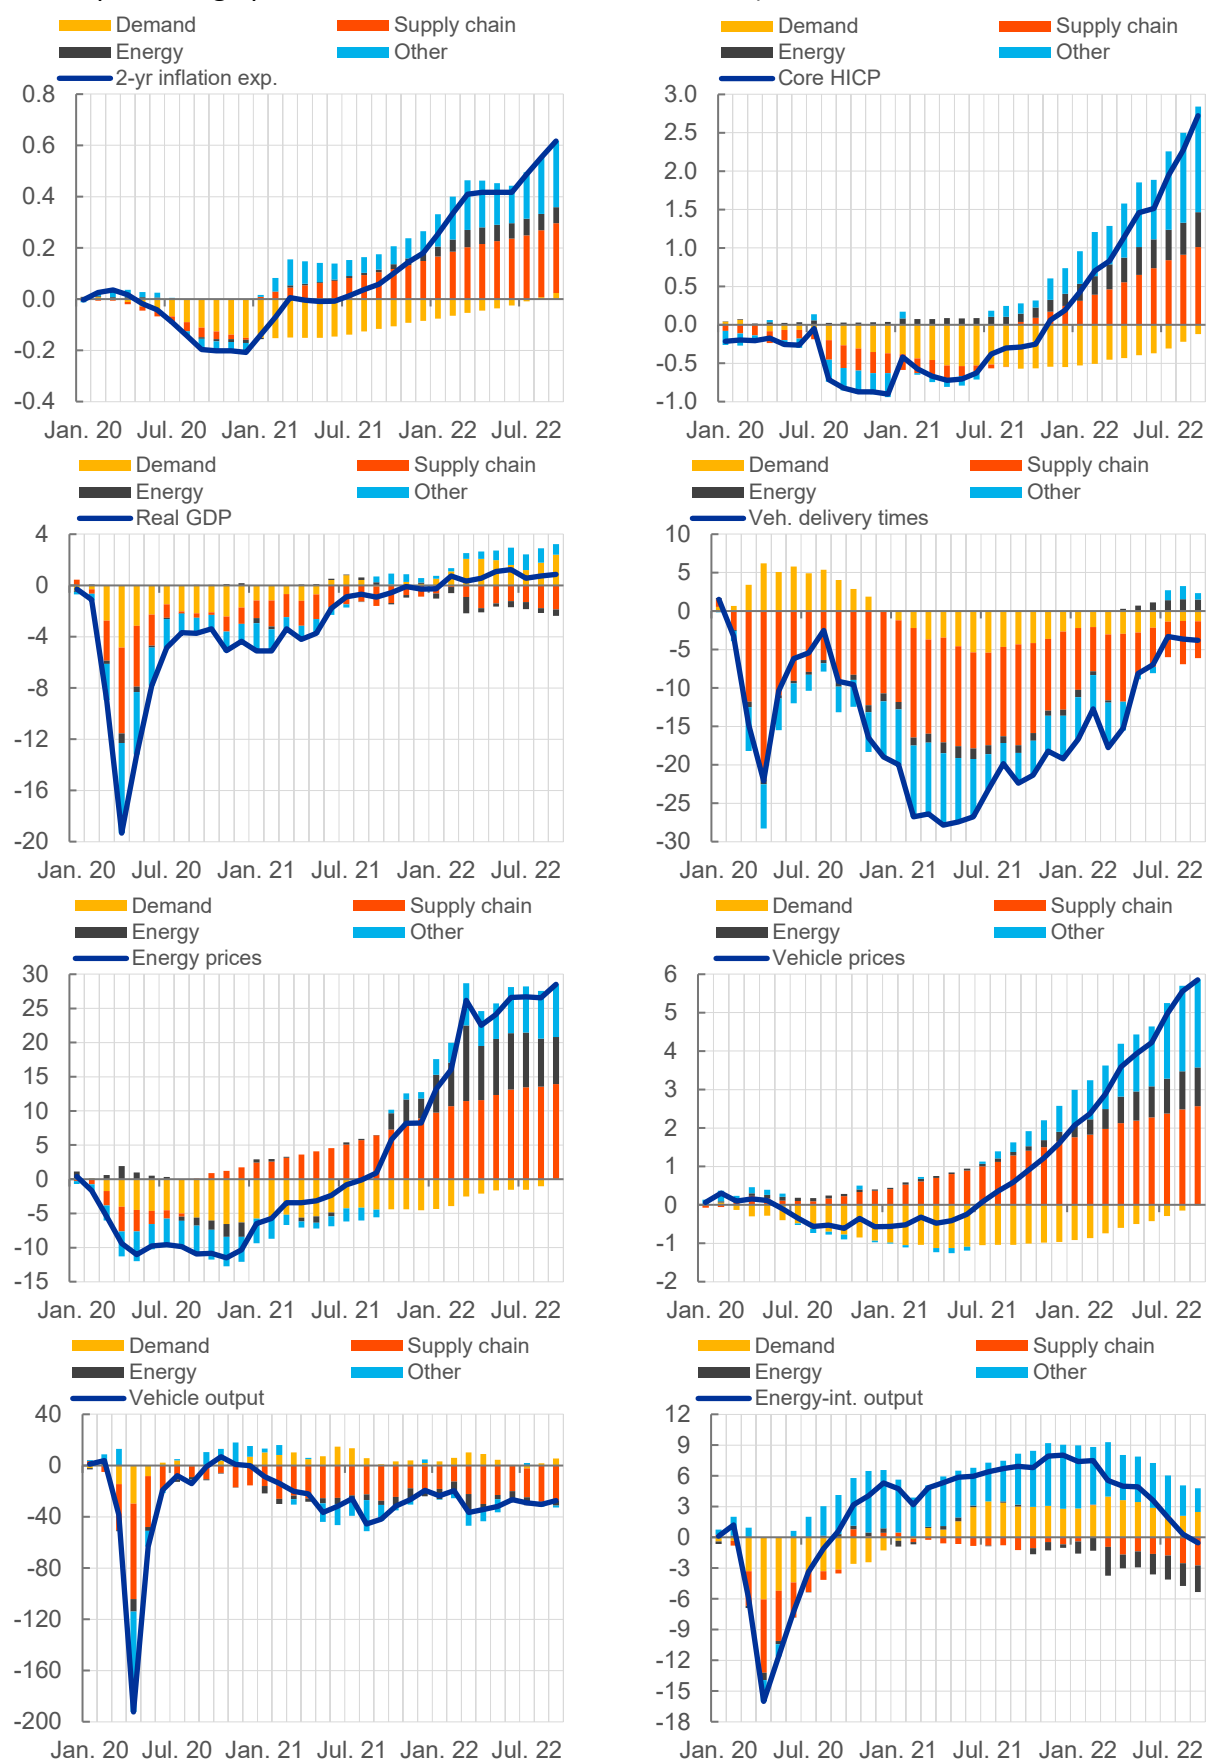 Demand Supply chain
Energy Other
2-yr inflation exp.
0.8
0.6
0.4
0.2
0.0
-0.2
-0.4
Jan. 20 Jul. 20 Jan. 21 Jul. 21 Jan. 22 Jul. 22
Demand Supply chain
Energy Other
Core HICP
3.0
2.5
2.0
1.5
1.0
0.5
0.0
-0.5
-1.0
Jan. 20 Jul. 20 Jan. 21 Jul. 21 Jan. 22 Jul. 22
Demand Supply chain
Energy Other
Real GDP
4
0
-4
-8
-12
-16
-20
Jan. 20 Jul. 20 Jan. 21 Jul. 21 Jan. 22 Jul. 22
Demand Supply chain
Energy Other
Veh. delivery times
10
5
0
-5
-10
-15
-20
-25
-30
Jan. 20 Jul. 20 Jan. 21 Jul. 21 Jan. 22 Jul. 22
Demand Supply chain
Energy Other
Energy prices
30
25
20
15
10
5
0
-5
-10
-15
Jan. 20 Jul. 20 Jan. 21 Jul. 21 Jan. 22 Jul. 22
Demand Supply chain
Energy Other
Vehicle prices
6
5
4
3
2
1
0
-1
-2
Jan. 20 Jul. 20 Jan. 21 Jul. 21 Jan. 22 Jul. 22
Demand Supply chain
Energy Other
Vehicle output
40
0
-40
-80
-120
-160
-200
Jan. 20 Jul. 20 Jan. 21 Jul. 21 Jan. 22 Jul. 22
Demand Supply chain
Energy Other
Energy-int. output
12
9
6
3
0
-3
-6
-9
-12
-15
-18
Jan. 20 Jul. 20 Jan. 21 Jul. 21 Jan. 22 Jul. 22